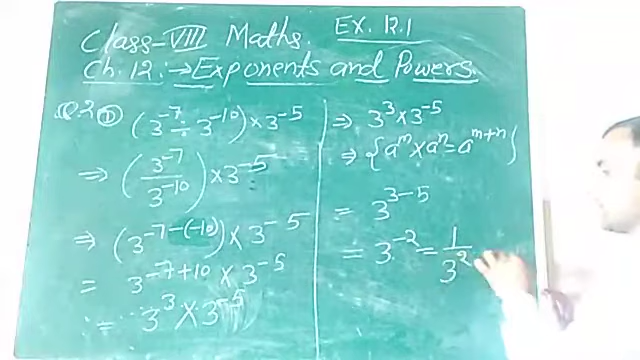 Class-VIII Maths. Ex. 12.1
Ch. 12 :→ Exponents and Powers.
Q.2 ① (3⁻⁷ ÷ 3⁻¹⁰) × 3⁻⁵
⇒ (3⁻⁷/3⁻¹⁰) × 3⁻⁵
⇒ (3⁻⁷⁻⁽⁻¹⁰⁾) × 3⁻⁵
= 3⁻⁷⁺¹⁰ × 3⁻⁵
= 3³ × 3⁻⁵
⇒ 3³ × 3⁻⁵
⇒ {aᵐ × aⁿ = aᵐ⁺ⁿ}
= 3³⁻⁵
= 3⁻² = 1/3²